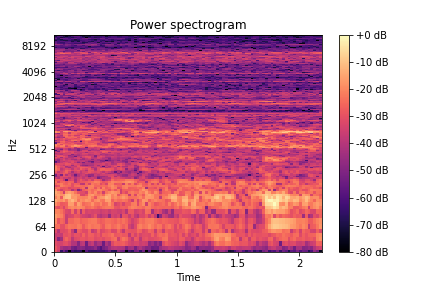 Power spectrogram
8192
4096
2048
1024
512
256
128
64
0
Hz
0
0.5
1
1.5
2
Time
+0 dB
-10 dB
-20 dB
-30 dB
-40 dB
-50 dB
-60 dB
-70 dB
-80 dB